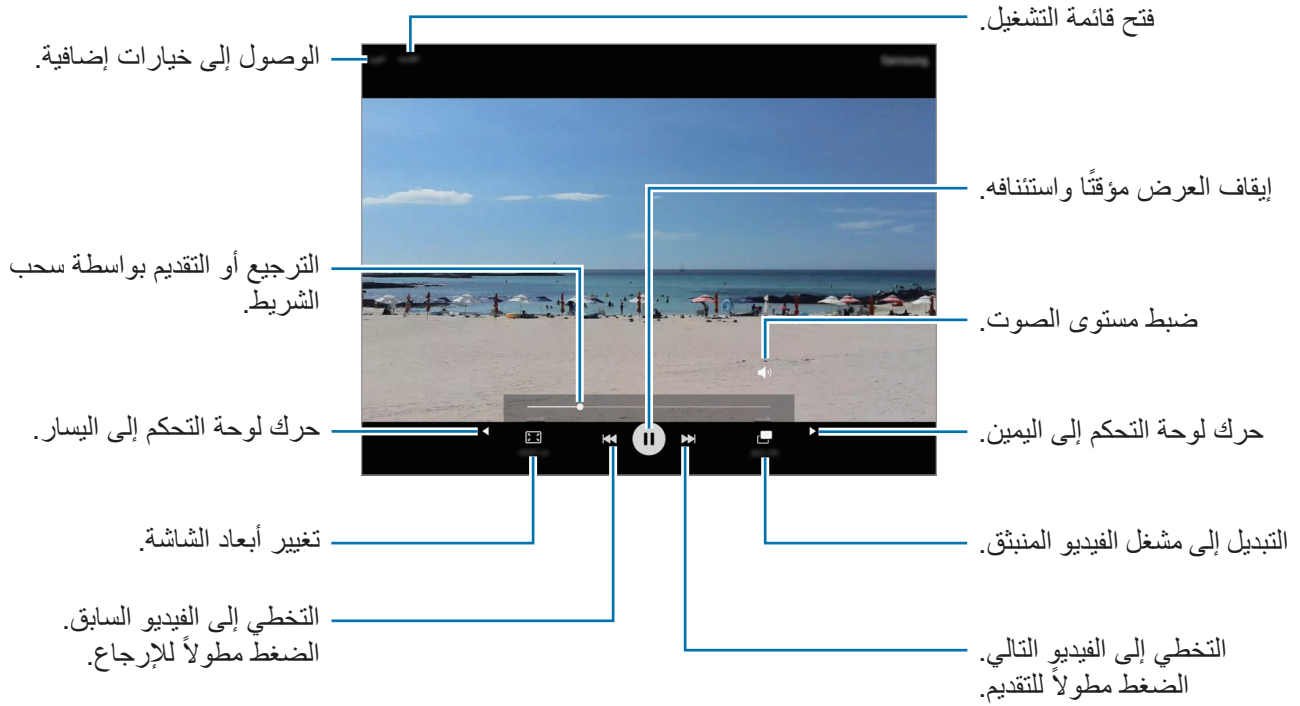 فتح قائمة التشغيل.
الوصول إلى خيارات إضافية.
Samsung
إيقاف العرض مؤقتًا واستئنافه.
الترجيع أو التقديم بواسطة سحب
الشريط.
ضبط مستوى الصوت.
حرك لوحة التحكم إلى اليمين.
حرك لوحة التحكم إلى اليسار.
التبديل إلى مشغل الفيديو المنبثق.
تغيير أبعاد الشاشة.
التخطي إلى الفيديو التالي.
الضغط مطولاً للتقديم.
التخطي إلى الفيديو السابق.
الضغط مطولاً للإرجاع.